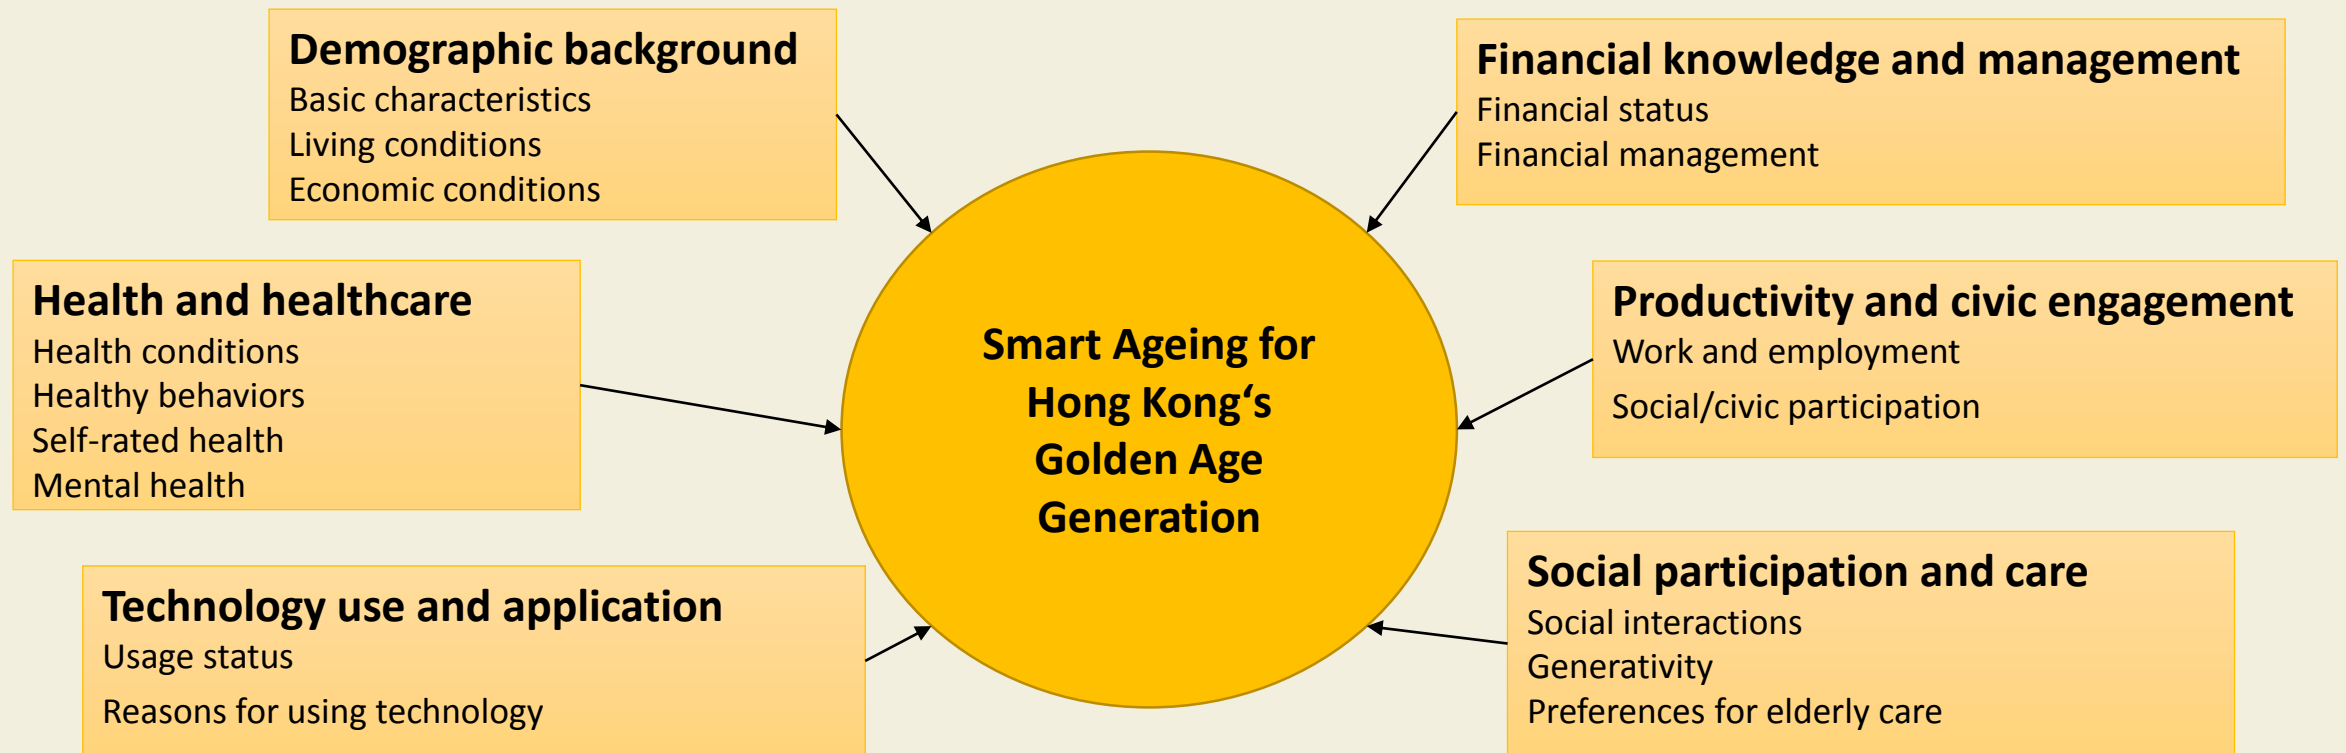 Demographic background
Basic characteristics
Living conditions
Economic conditions
Financial knowledge and management
Financial status
Financial management
Health and healthcare
Health conditions
Healthy behaviors
Self-rated health
Mental health
Smart Ageing for
Hong Kong‘s
Golden Age
Generation
Productivity and civic engagement
Work and employment
Social/civic participation
Technology use and application
Usage status
Reasons for using technology
Social participation and care
Social interactions
Generativity
Preferences for elderly care